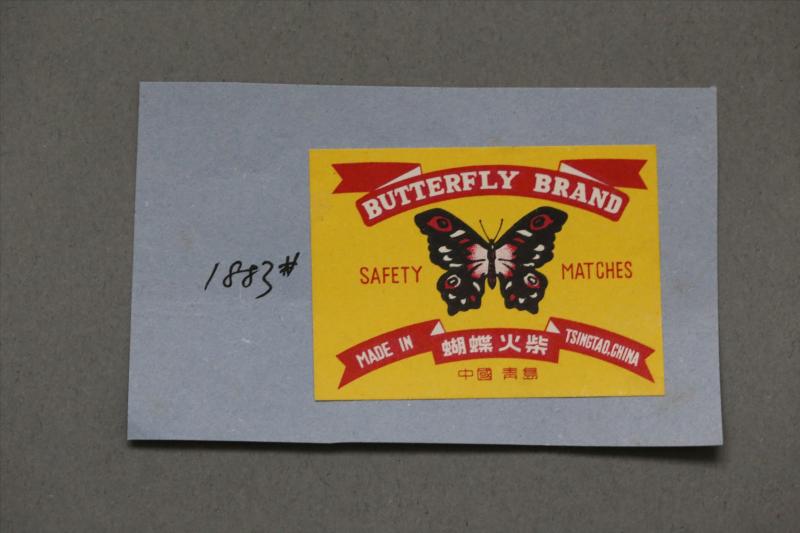 1883#
BUTTERFLY BRAND
SAFETY MATCHES
MADE IN 蝴蝶火柴 TSINGTAO, CHINA
中國 青島